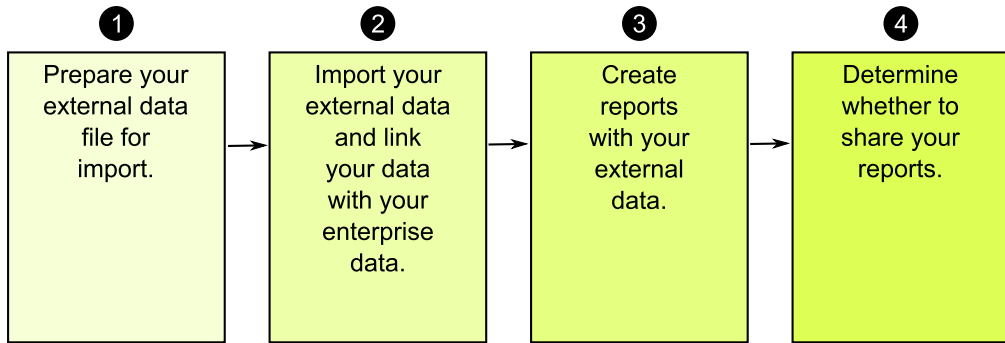 1
Prepare your
external data
file for
import.
2
Import your
external data
and link
your data
with your
enterprise
data.
3
Create
reports
with your
external
data.
4
Determine
whether to
share your
reports.